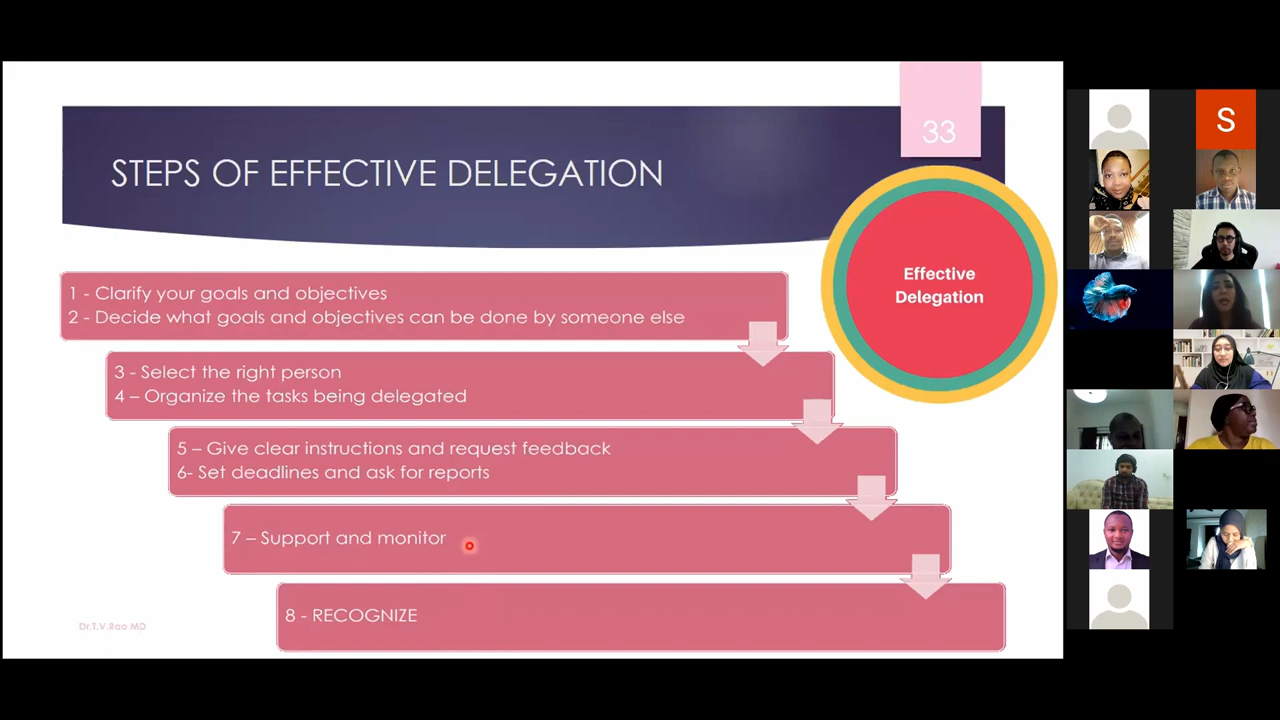 33
STEPS OF EFFECTIVE DELEGATION
Effective
Delegation
1 - Clarify your goals and objectives
2 - Decide what goals and objectives can be done by someone else
3 - Select the right person
4 – Organize the tasks being delegated
5 – Give clear instructions and request feedback
6- Set deadlines and ask for reports
7 – Support and monitor
8 - RECOGNIZE
Dr.T.V.Rao MD
S